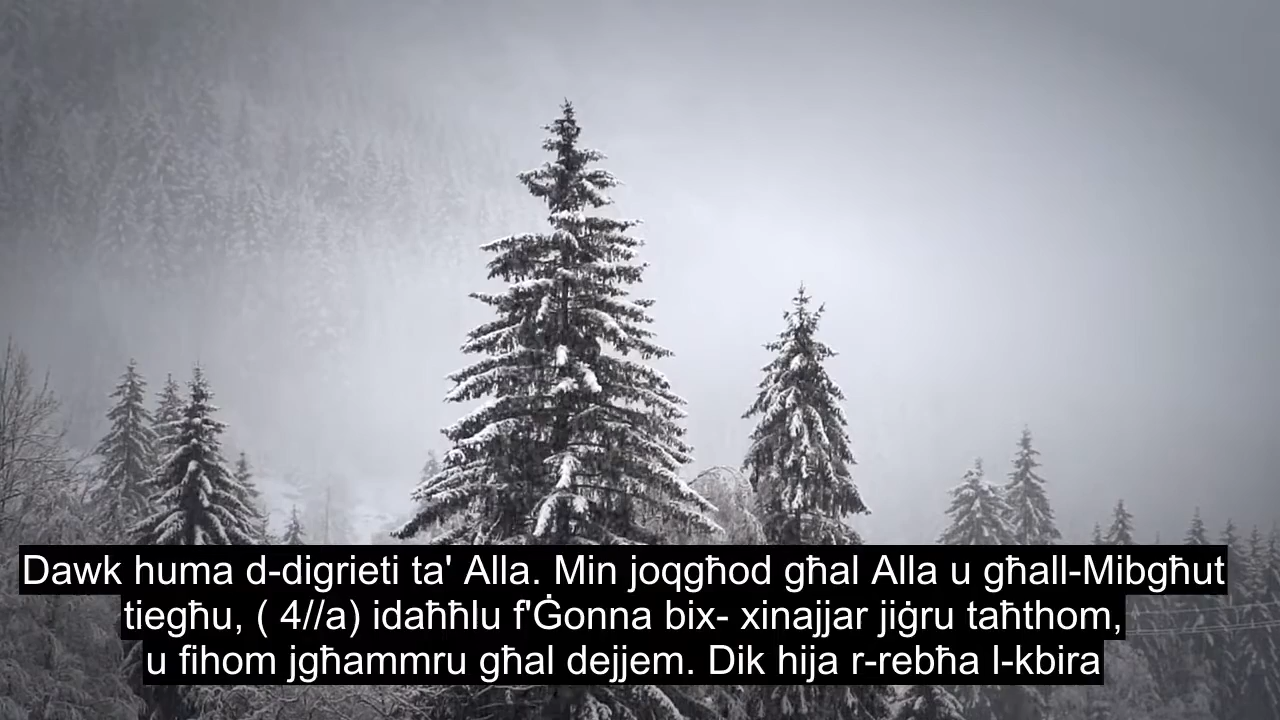 Dawk huma d-digrieti ta' Alla. Min joqgħod għal Alla u għall-Mibgħut
tiegħu, ( 4//a) idaħħlu f'Ġonna bix- xinajjar jiġru taħthom,
u fihom jgħammru għal dejjem. Dik hija r-rebħa l-kbira